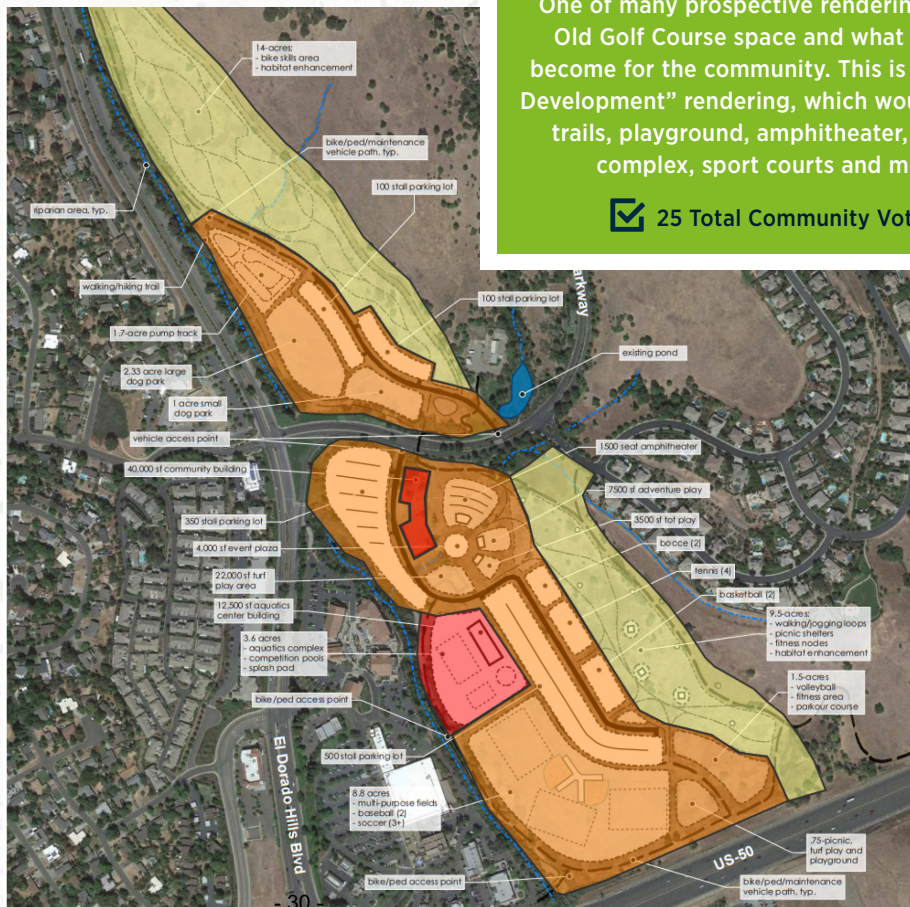 One of many prospective
Old Golf Course space and what
become for the community. This is
Development” rendering, which
trails, playground, amphitheater,
complex, sport courts and
25 Total Community
14-acres:
- bike skills area
- habitat enhancement
bike/ped/maintenance
vehicle path, typ.
100 stall parking lot
riparian area, typ.
walking/hiking trail
100 stall parking lot
1.7-acre pump track
existing pond
2.33 acre large
dog park
1 acre small
dog park
vehicle access point
1500 seat amphitheater
40,000 sf community building
7500 sf adventure play
350 stall parking lot
3500 sf tot play
4,000 sf event plaza
bocce (2)
22,000 sf turf
play area
tennis (4)
12,500 sf aquatics
center building
basketball (2)
9.5-acres:
- walking/jogging loops
- picnic shelters
- fitness nodes
- habitat enhancement
3.6 acres
- aquatics complex
- competition pools
- splash pad
1.5-acres
- volleyball
- fitness area
- parkour course
bike/ped access point
El Dorado Hills Blvd
500 stall parking lot
8.8 acres
- multi-purpose fields
- baseball (2)
- soccer (3+)
.75-picnic,
turf play and
playground
US-50
bike/ped access point
bike/ped/maintenance
vehicle path, typ.
- 30 -